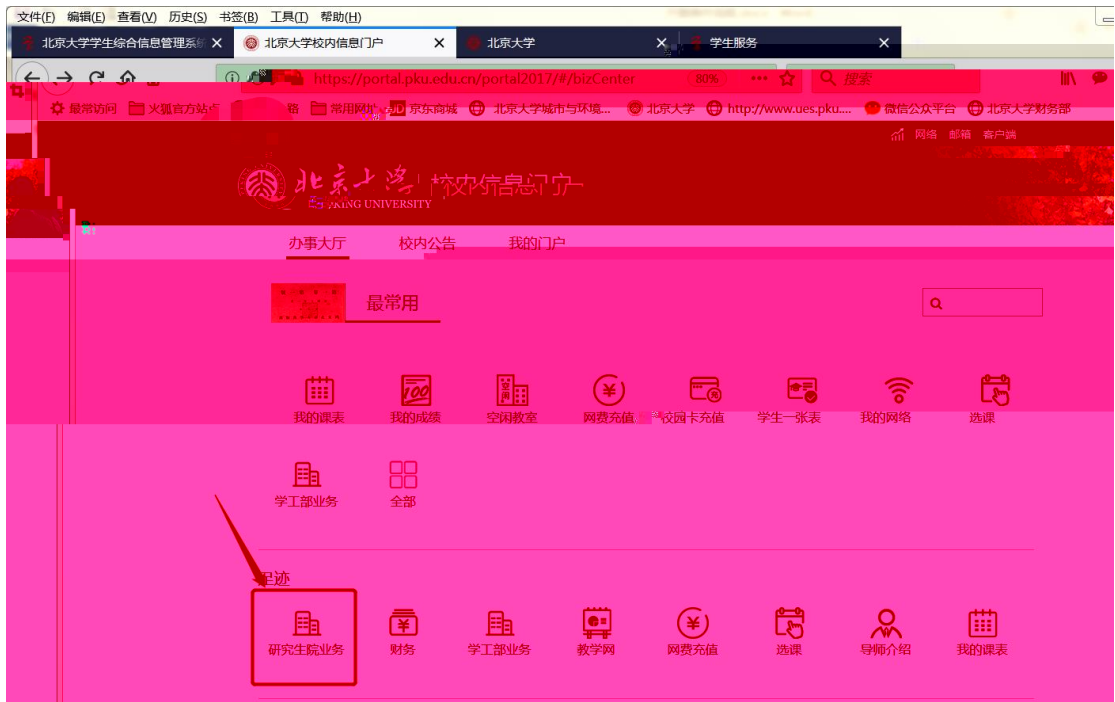 文件(F) 编辑(E) 查看(V) 历史(S) 书签(B) 工具(T) 帮助(H)
北京大学学生综合信息管理系统 北京大学校内信息门户 北京大学 学生服务
https://portal.pku.edu.cn/portal2017/#/bizCenter 80% 搜索
最常访问 火狐官方站点 常用网址 JD 京东商城 北京大学城市与环境... 北京大学 http://www.ues.pku.... 微信公众平台 北京大学财务部
网络 邮箱 客户端
北京大学 校内信息门户
PEKING UNIVERSITY
办事大厅 校内公告 我的门户
最常用
我的课表 我的成绩 空闲教室 网费充值 校园卡充值 学生一张表 我的网络 选课
学工部业务 全部
足迹
研究生院业务 财务 学工部业务 教学网 网费充值 选课 导师介绍 我的课表